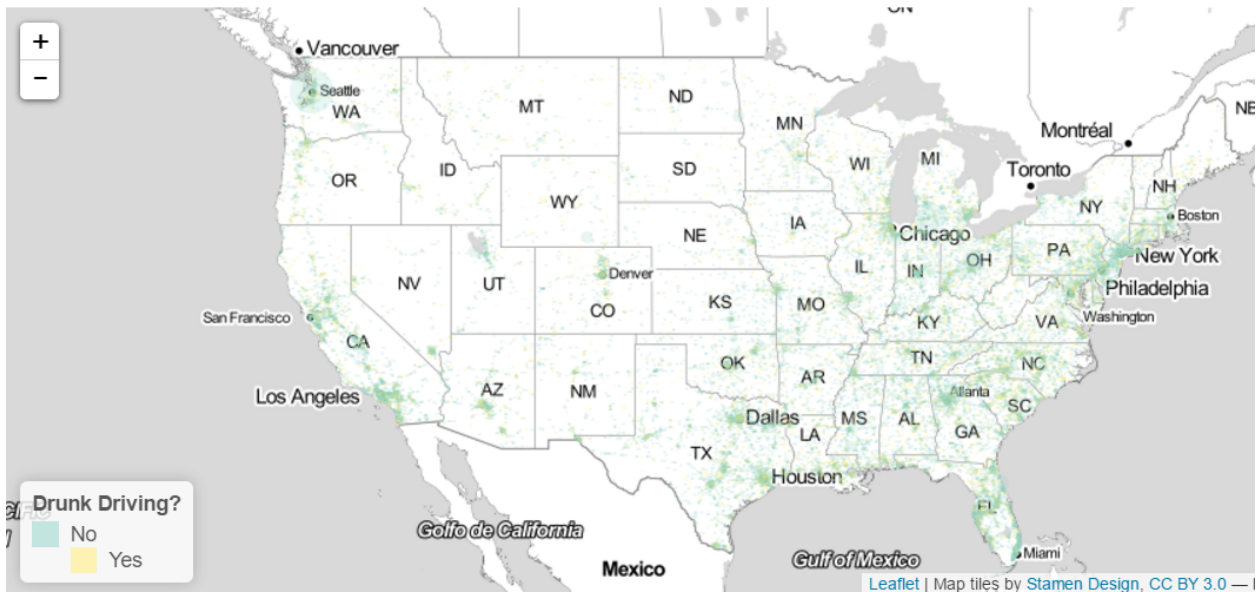 ON
+
−
Vancouver
Seattle
WA
MT
ND
MN
NB
Montréal
OR
ID
SD
WI
MI
Toronto
NH
WY
NY
Boston
IA
Chicago
NE
PA
New York
NV
UT
Denver
IL
IN
OH
Philadelphia
San Francisco
CO
KS
MO
Washington
CA
KY
VA
Los Angeles
AZ
NM
OK
AR
TN
NC
Atlanta
SC
Dallas
MS
AL
GA
TX
LA
Houston
FL
Drunk Driving?
No
Yes
Golfo de California
Mexico
Gulf of Mexico
Miami
Leaflet | Map tiles by Stamen Design, CC BY 3.0 —